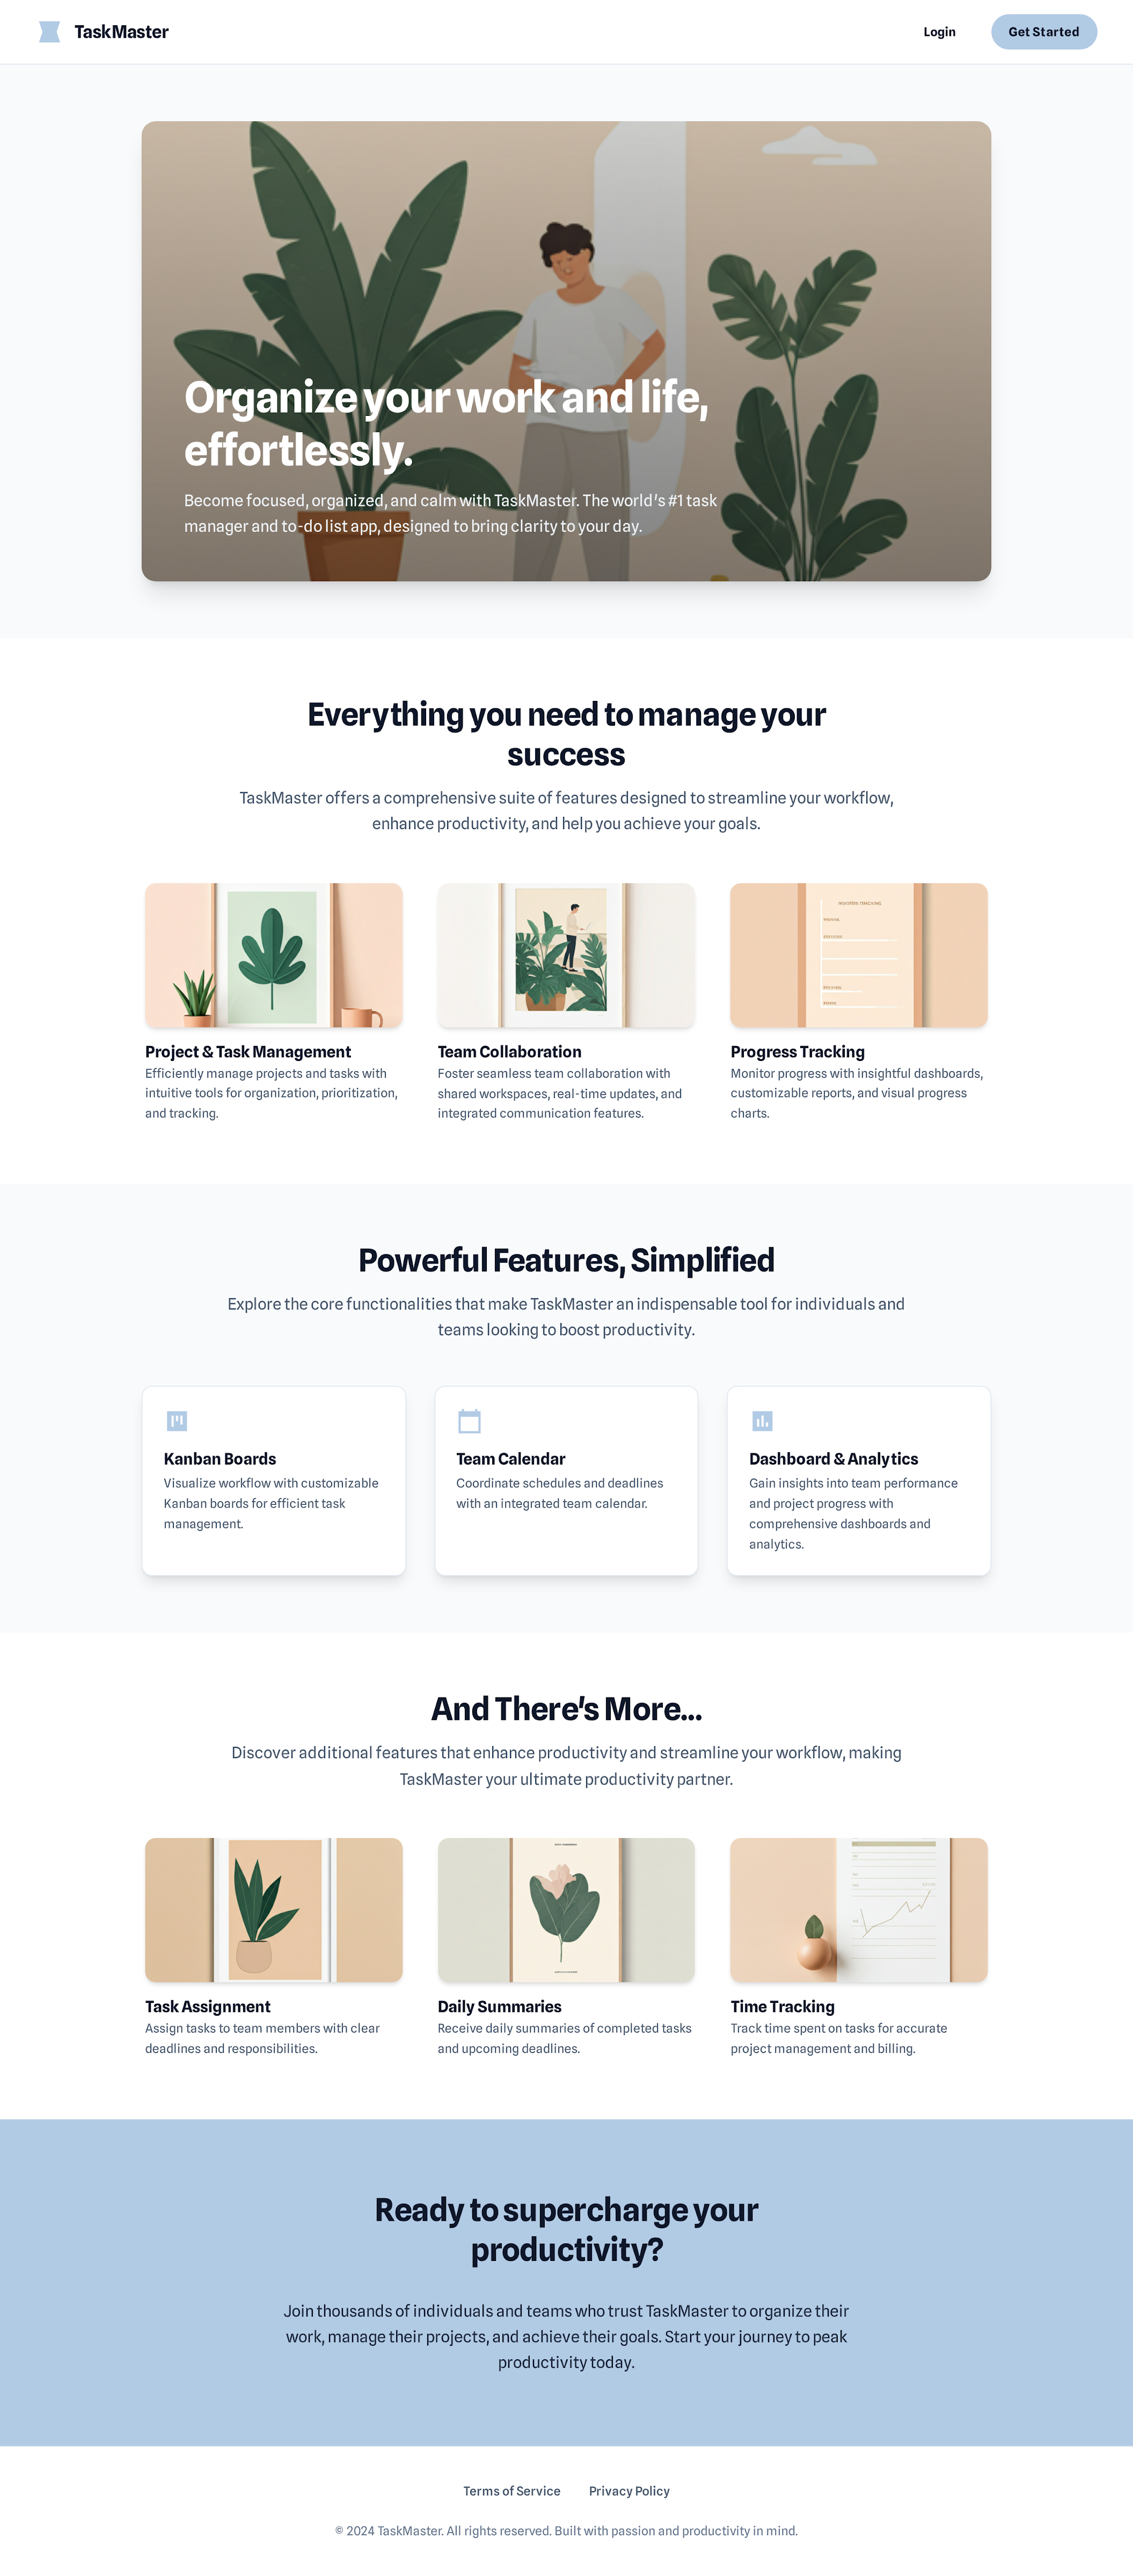 TaskMaster
Login
Get Started
Organize your work and life,
effortlessly.
Become focused, organized, and calm with TaskMaster. The world's #1 task
manager and to-do list app, designed to bring clarity to your day.
Everything you need to manage your
success
TaskMaster offers a comprehensive suite of features designed to streamline your workflow,
enhance productivity, and help you achieve your goals.
Project & Task Management
Efficiently manage projects and tasks with
intuitive tools for organization, prioritization,
and tracking.
Team Collaboration
Foster seamless team collaboration with
shared workspaces, real-time updates, and
integrated communication features.
Progress Tracking
Monitor progress with insightful dashboards,
customizable reports, and visual progress
charts.
Powerful Features, Simplified
Explore the core functionalities that make TaskMaster an indispensable tool for individuals and
teams looking to boost productivity.
Kanban Boards
Visualize workflow with customizable
Kanban boards for efficient task
management.
Team Calendar
Coordinate schedules and deadlines
with an integrated team calendar.
Dashboard & Analytics
Gain insights into team performance
and project progress with
comprehensive dashboards and
analytics.
And There's More...
Discover additional features that enhance productivity and streamline your workflow, making
TaskMaster your ultimate productivity partner.
Task Assignment
Assign tasks to team members with clear
deadlines and responsibilities.
Daily Summaries
Receive daily summaries of completed tasks
and upcoming deadlines.
Time Tracking
Track time spent on tasks for accurate
project management and billing.
Ready to supercharge your
productivity?
Join thousands of individuals and teams who trust TaskMaster to organize their
work, manage their projects, and achieve their goals. Start your journey to peak
productivity today.
Terms of Service
Privacy Policy
© 2024 TaskMaster. All rights reserved. Built with passion and productivity in mind.